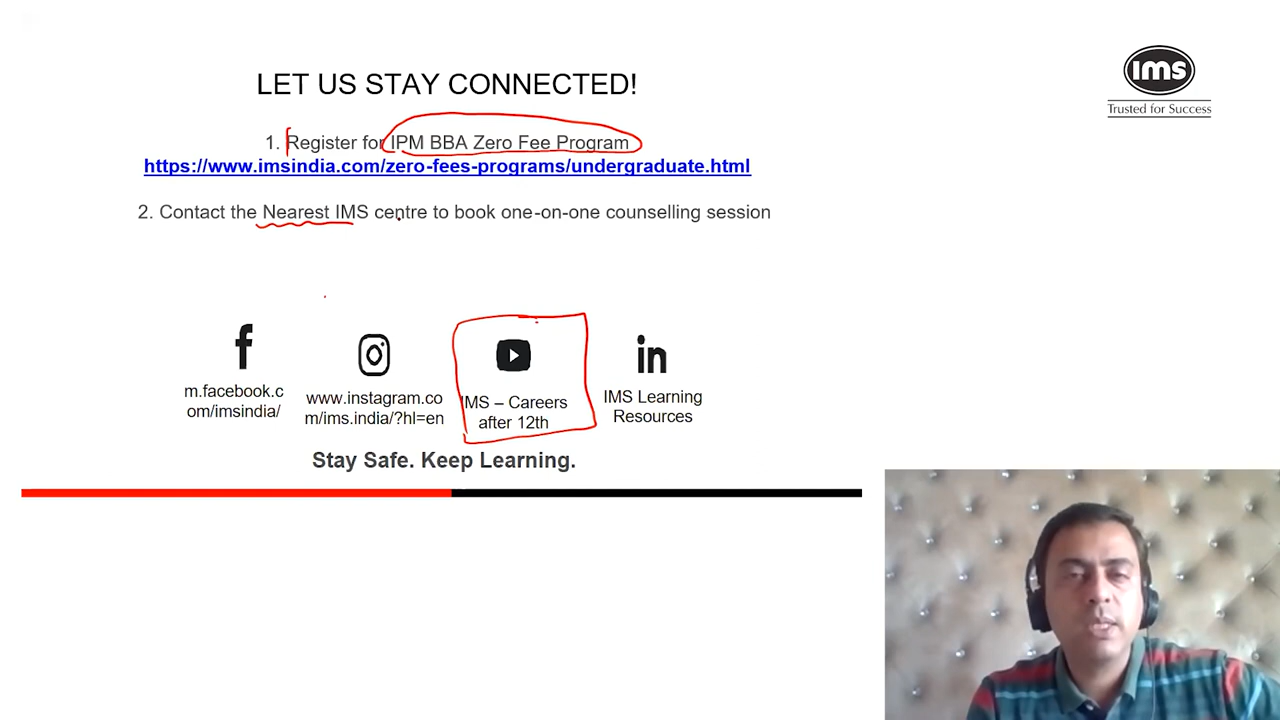 ims
Trusted for Success
LET US STAY CONNECTED!
1. Register for IPM BBA Zero Fee Program
https://www.imsindia.com/zero-fees-programs/undergraduate.html
2. Contact the Nearest IMS centre to book one-on-one counselling session
m.facebook.c
om/imsindia/
www.instagram.co
m/ims.india/?hl=en
IMS – Careers
after 12th
in
IMS Learning
Resources
Stay Safe. Keep Learning.